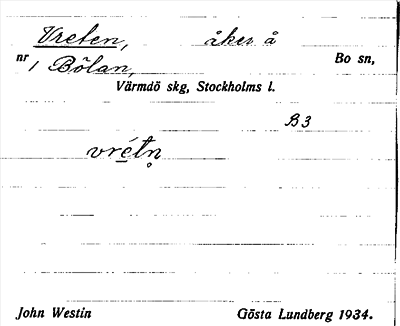 Vreten, åker å
nr 1 Bölan, Bo sn,
Värmdö skg, Stockholms l.
B3
vrétn̥
John Westin Gösta Lundberg 1934.